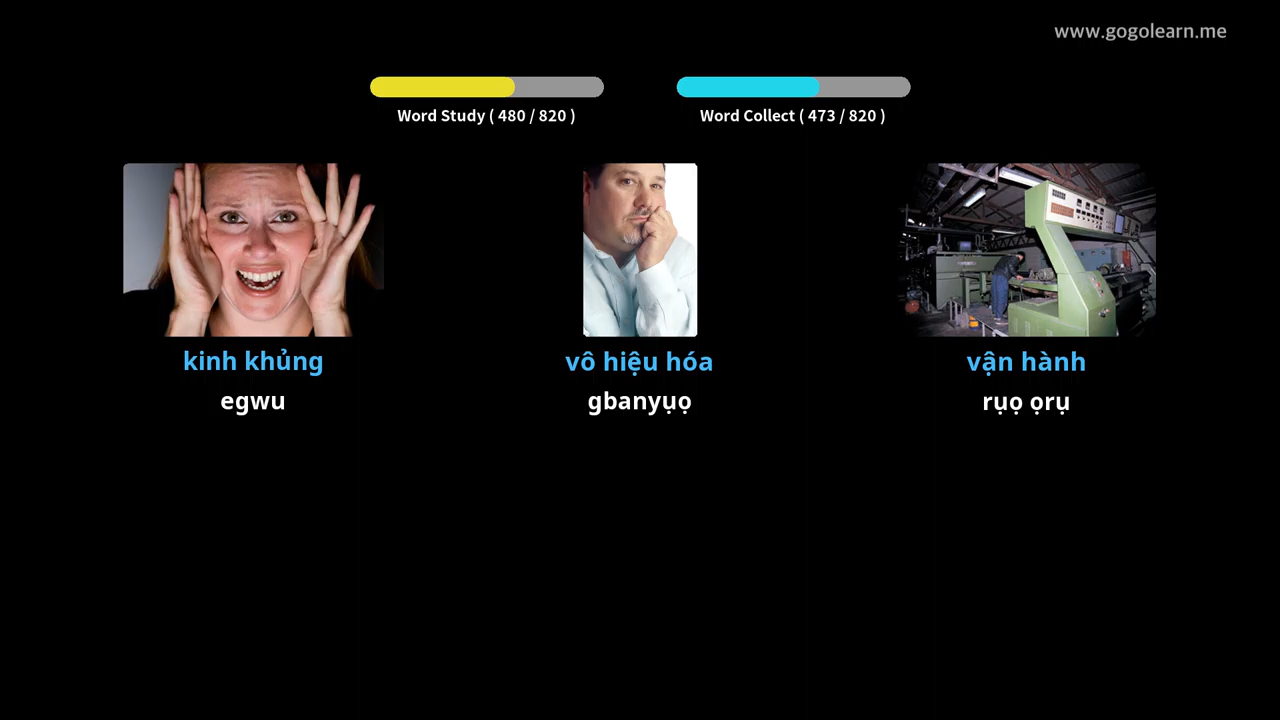 www.gogolearn.me
Word Study ( 480 / 820 )
Word Collect ( 473 / 820 )
kinh khủng
egwu
vô hiệu hóa
gbanyụọ
vận hành
rụọ ọrụ